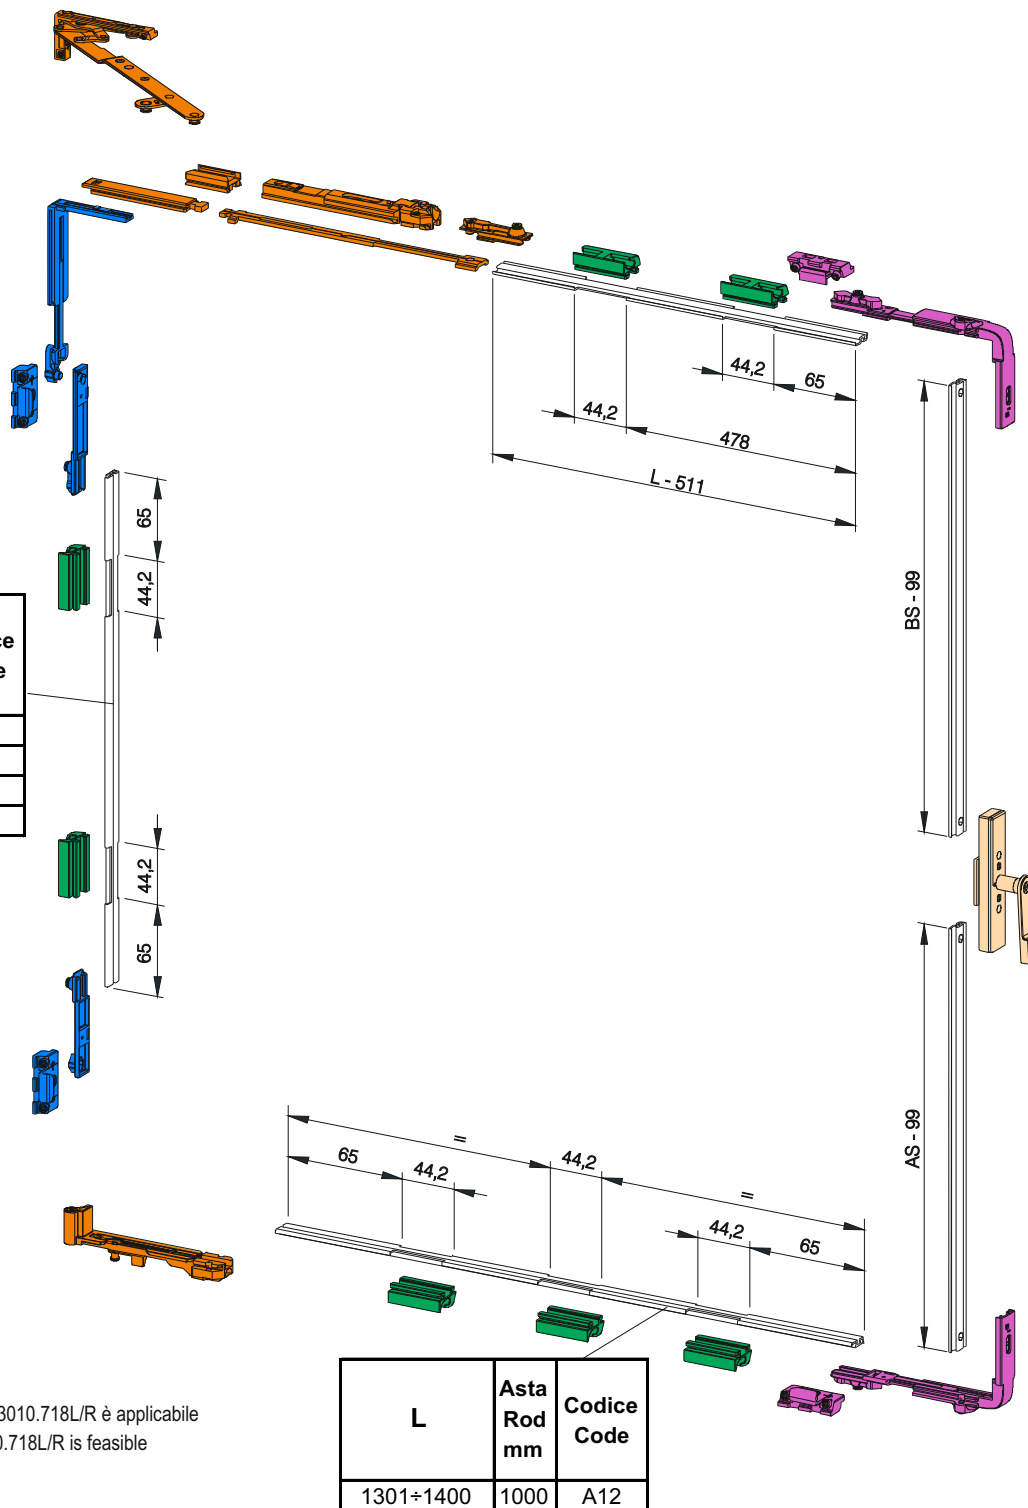 44,2
65
44,2
478
L - 511
65
44,2
BS - 99
44,2
65
AS - 99
=
65
44,2
44,2
=
44,2
65
L
Asta
Rod
mm
Codice
Code
1301÷1400
1000
A12
3010.718L/R è applicabile
.718L/R is feasible